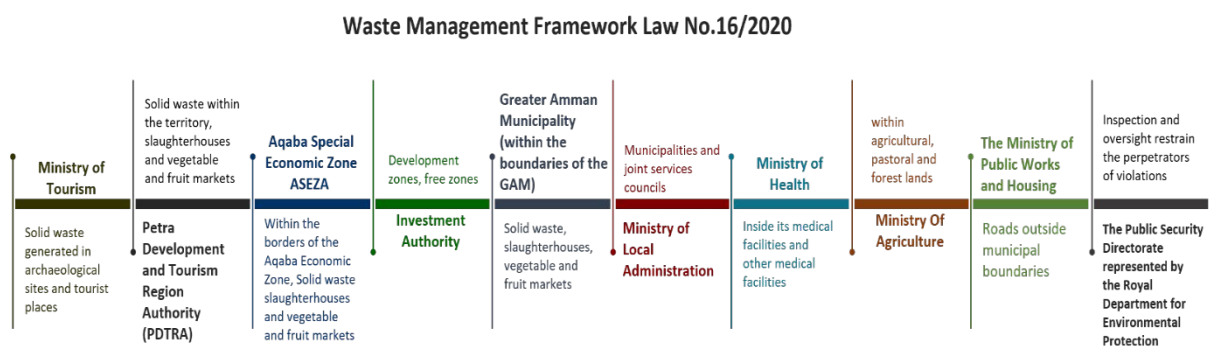 Waste Management Framework Law No.16/2020
Ministry of
Tourism
Solid waste
generated in
archaeological
sites and tourist
places
Solid waste within
the territory,
slaughterhouses
and vegetable
and fruit markets
Petra
Development
and Tourism
Region
Authority
(PDTRA)
Aqaba Special
Economic Zone
ASEZA
Within the
borders of the
Aqaba Economic
Zone, Solid waste
slaughterhouses
and vegetable
and fruit markets
Development
zones, free zones
Investment
Authority
Greater Amman
Municipality
(within the
boundaries of the
GAM)
Solid waste,
slaughterhouses,
vegetable and
fruit markets
Municipalities and
joint services
councils
Ministry of
Local
Administration
Ministry of
Health
Inside its medical
facilities and
other medical
facilities
within
agricultural,
pastoral and
forest lands
Ministry Of
Agriculture
The Ministry of
Public Works
and Housing
Roads outside
municipal
boundaries
Inspection and
oversight restrain
the perpetrators
of violations
The Public Security
Directorate
represented by
the Royal
Department for
Environmental
Protection